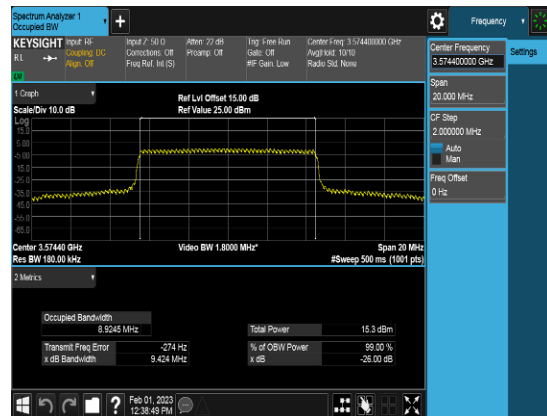 Spectrum Analyzer 1
Occupied BW
+
Frequency
KEYSIGHT
Input: RF
Coupling: DC
Align: Off
Input Z: 50 Ω
Corrections: Off
Freq Ref: Int (S)
Atten: 22 dB
Preamp: Off
Trig: Free Run
Gate: Off
#IF Gain: Low
Center Freq: 3.574400000 GHz
Avg|Hold: 10/10
Radio Std: None
RL
Center Frequency
3.574400000 GHz
Settings
Span
20.000 MHz
CF Step
2.000000 MHz
Auto
Man
Freq Offset
0 Hz
1 Graph
Scale/Div 10.0 dB
Ref Lvl Offset 15.00 dB
Ref Value 25.00 dBm
Log
15.0
5.00
-5.00
-15.0
-25.0
-35.0
-45.0
-55.0
-65.0
Center 3.57440 GHz
Res BW 180.00 kHz
Video BW 1.8000 MHz*
Span 20 MHz
#Sweep 500 ms (1001 pts)
2 Metrics
Occupied Bandwidth
8.9245 MHz
Total Power
15.3 dBm
Transmit Freq Error
-274 Hz
% of OBW Power
99.00 %
x dB Bandwidth
9.424 MHz
x dB
-26.00 dB
?
Feb 01, 2023
12:38:49 PM